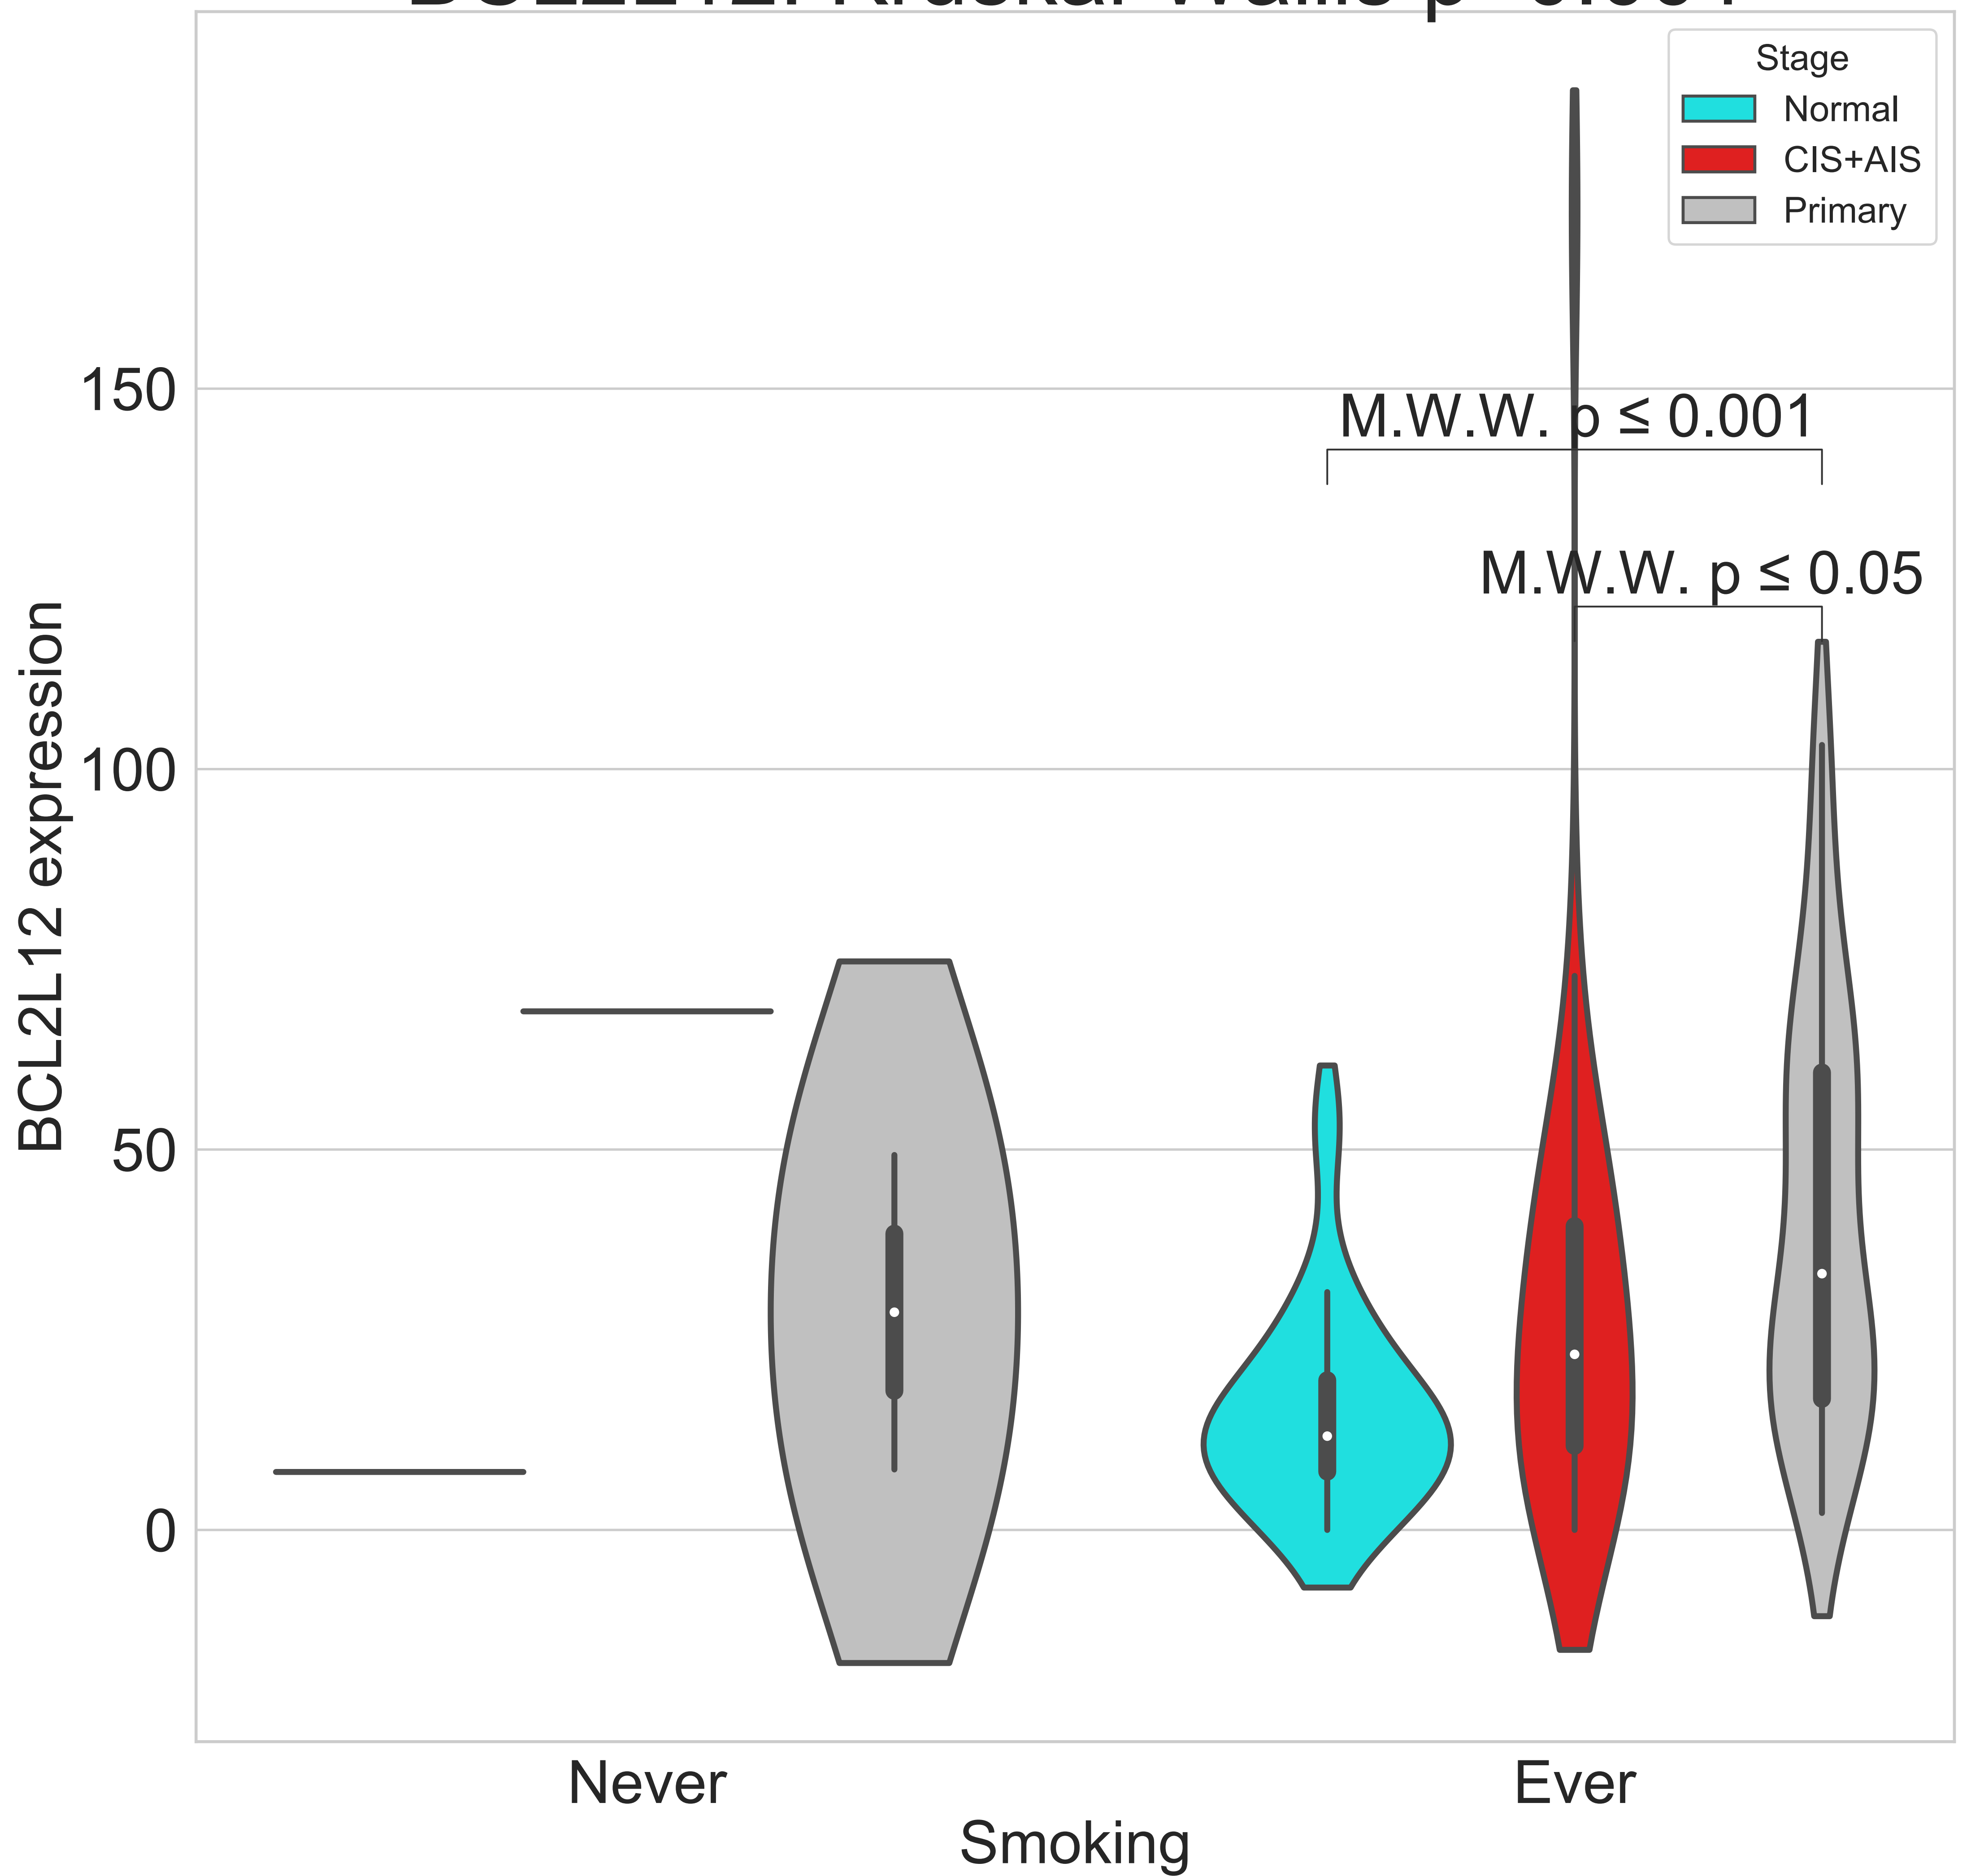 Stage
Normal
CIS+AIS
Primary
150
M.W.W. p ≤ 0.001
M.W.W. p ≤ 0.05
100
50
0
BCL2L12 expression
Never
Ever
Smoking